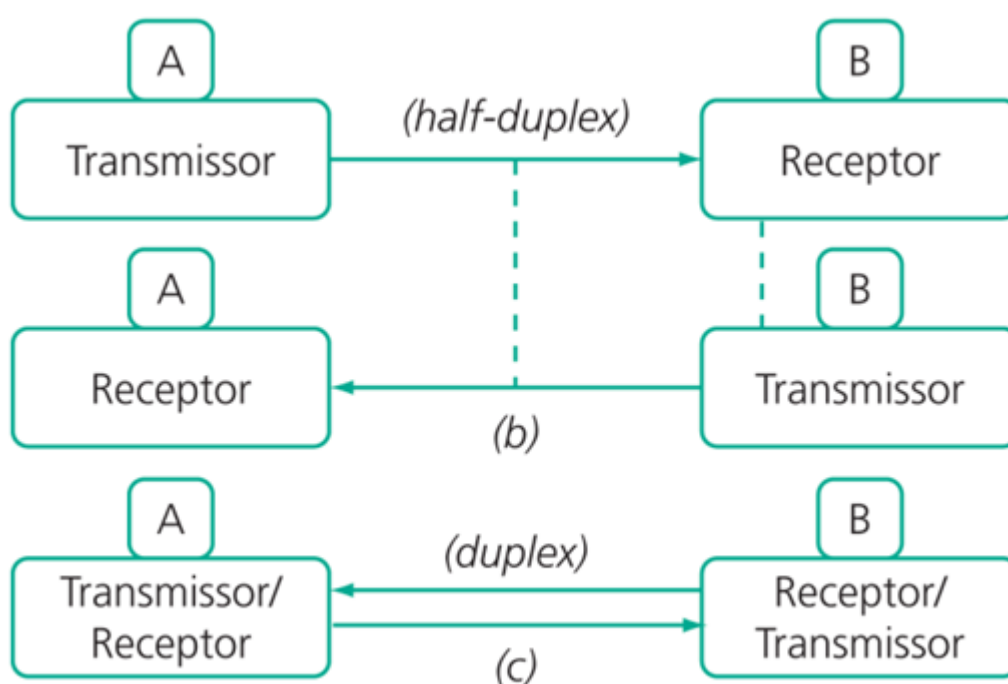 A
B
(half-duplex)
Transmissor
Receptor
A
B
Receptor
Transmissor
(b)
A
B
(duplex)
Transmissor/
Receptor
Receptor/
Transmissor
(c)